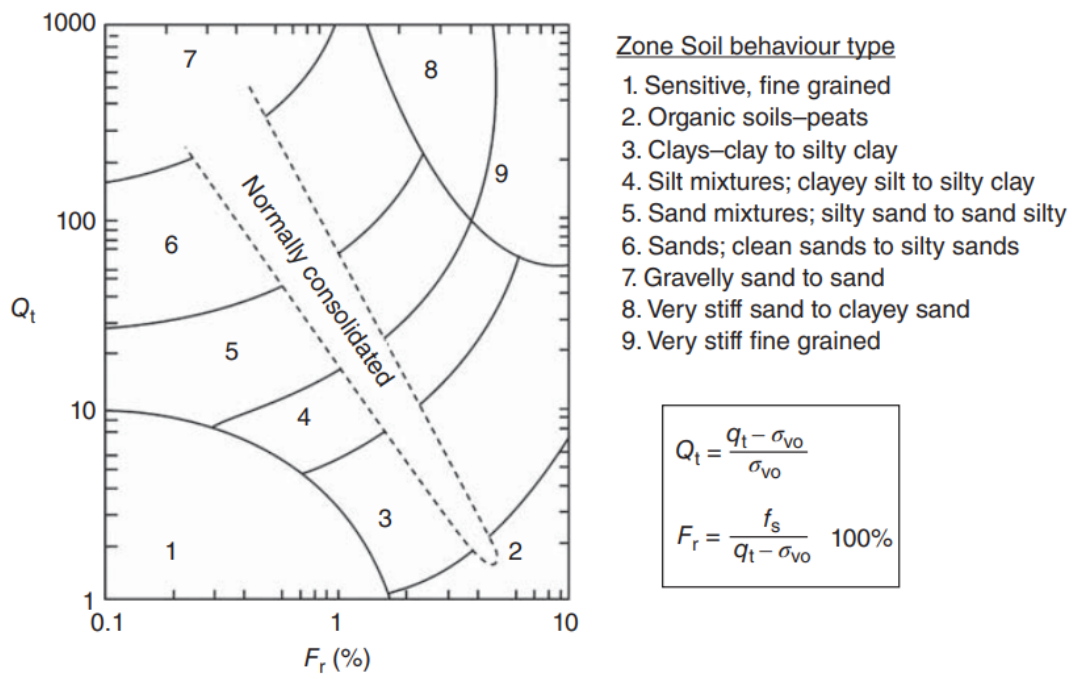 1000
100
10
1
Qt
0.1
1
10
Fr (%)
7
8
9
6
Normally consolidated
5
4
3
1
2
Zone Soil behaviour type
1. Sensitive, fine grained
2. Organic soils–peats
3. Clays–clay to silty clay
4. Silt mixtures; clayey silt to silty clay
5. Sand mixtures; silty sand to sand silty
6. Sands; clean sands to silty sands
7. Gravelly sand to sand
8. Very stiff sand to clayey sand
9. Very stiff fine grained
Qt = (qt − σvo) / σvo
Fr = fs / (qt − σvo) 100%